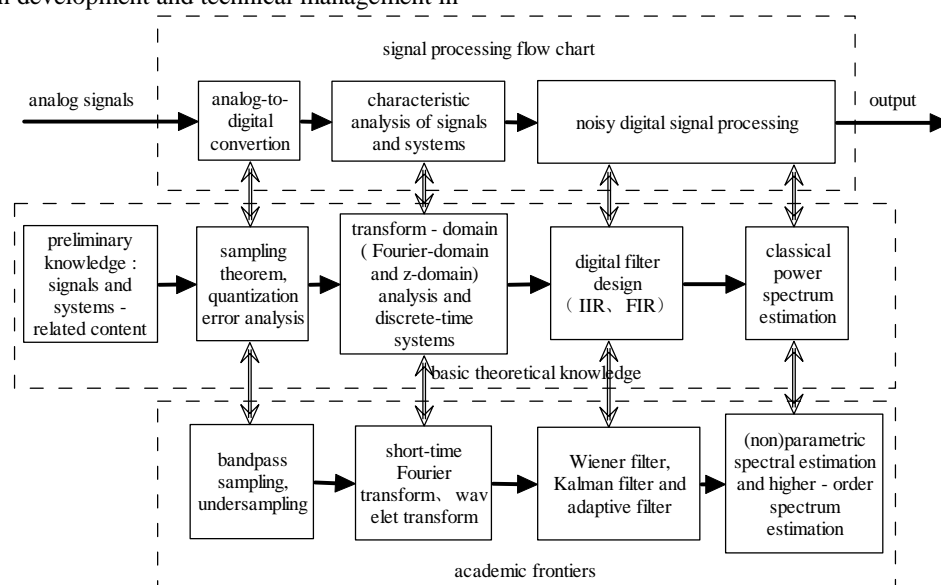 development and technical management in
signal processing flow chart
analog signals
analog-to-
digital
convertion
characteristic
analysis of signals
and systems
noisy digital signal processing
output
preliminary
knowledge :
signals and
systems -
related content
sampling
theorem,
quantization
error analysis
transform - domain
( Fourier-domain
and z-domain)
analysis and
discrete-time
systems
digital filter
design
( IIR、FIR)
classical
power
spectrum
estimation
basic theoretical knowledge
bandpass
sampling,
undersampling
short-time
Fourier
transform、wav
elet transform
Wiener filter,
Kalman filter and
adaptive filter
(non)parametric
spectral estimation
and higher - order
spectrum
estimation
academic frontiers